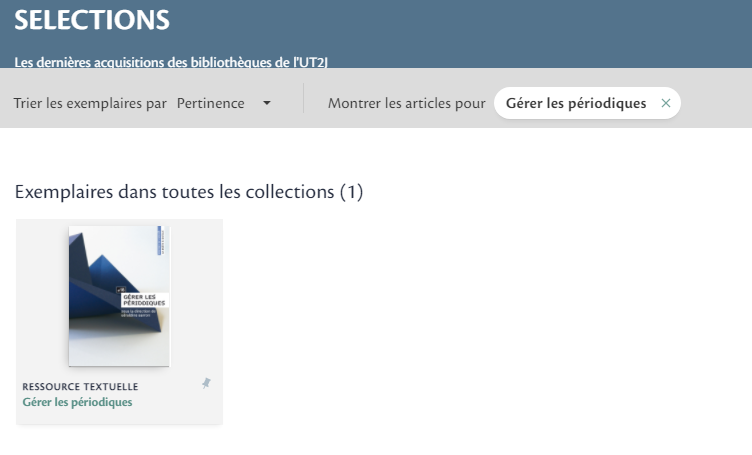 SELECTIONS
Les dernières acquisitions des bibliothèques de l'UT2J
Trier les exemplaires par Pertinence
Montrer les articles pour Gérer les périodiques ×
Exemplaires dans toutes les collections (1)
GÉRER LES
PÉRIODIQUES
RESSOURCE TEXTUELLE
Gérer les périodiques